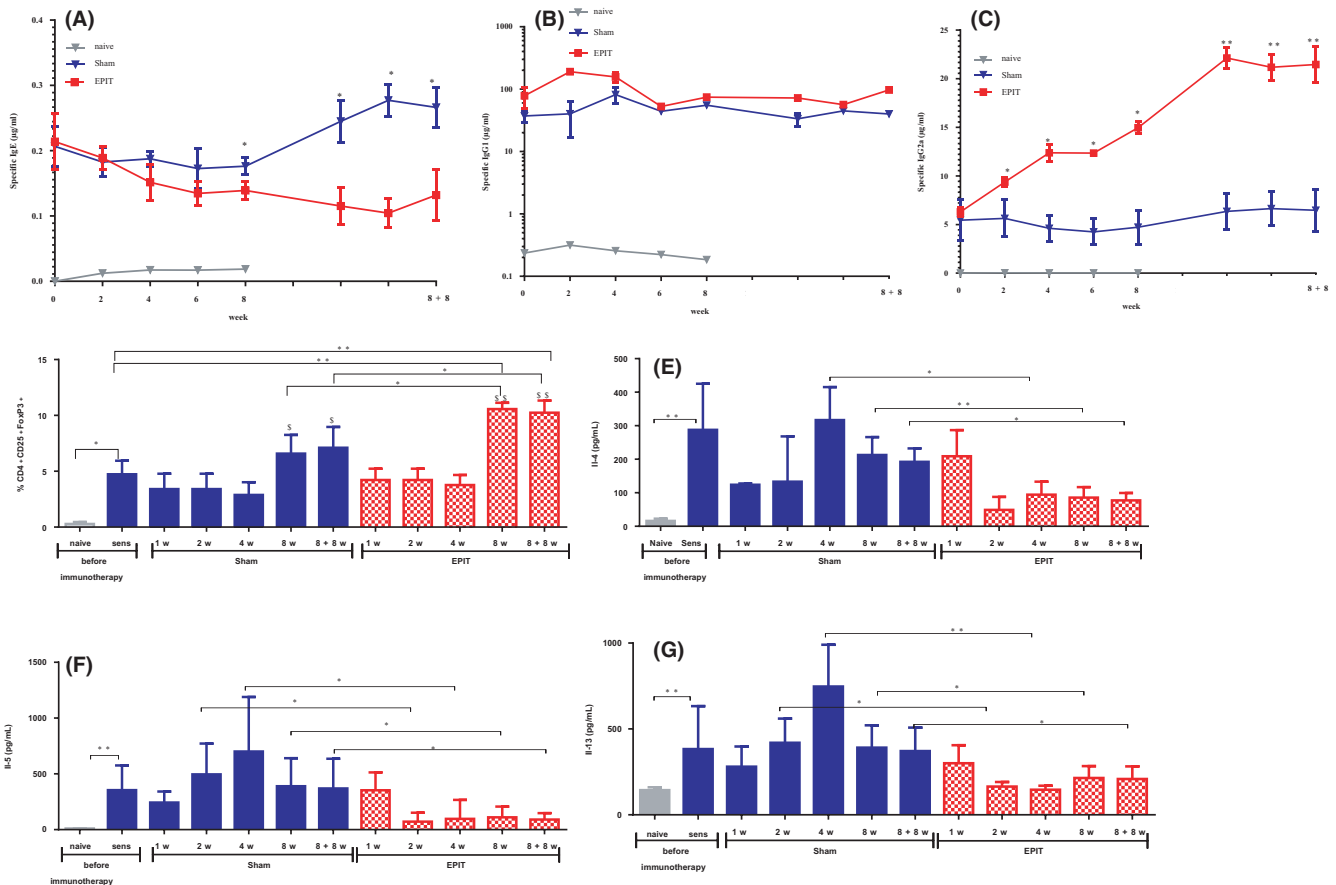 (A)
naive
Sham
EPIT
Specific IgE (µg/ml)
0.4
0.3
0.2
0.1
0.0
* * * *
0 2 4 6 8 8 + 8
week
(B)
naive
Sham
EPIT
Specific IgG1 (µg/ml)
1000
100
10
1
0.1
0 2 4 6 8 8 + 8
week
(C)
naive
Sham
EPIT
Specific IgG2a (µg/ml)
25
20
15
10
5
0
* * * * ** ** **
0 2 4 6 8 8 + 8
week
% CD4 + CD25 + FoxP3 +
15
10
5
0
**
**
*
*
*
$ $ $$ $$
naive sens 1 w 2 w 4 w 8 w 8 + 8 w 1 w 2 w 4 w 8 w 8 + 8 w
before immunotherapy
Sham
EPIT
(E)
Il-4 (pg/mL)
500
400
300
200
100
0
*
**
**
*
Naive Sens 1 w 2 w 4 w 8 w 8 + 8 w 1 w 2 w 4 w 8 w 8 + 8 w
before immunotherapy
Sham
EPIT
(F)
Il-5 (pg/mL)
1500
1000
500
0
*
*
*
**
*
naive sens 1 w 2 w 4 w 8 w 8 + 8 w 1 w 2 w 4 w 8 w 8 + 8 w
before
immunotherapy
Sham
EPIT
(G)
Il-13 (pg/mL)
1000
500
0
**
**
*
*
*
naive sens 1 w 2 w 4 w 8 w 8 + 8 w 1 w 2 w 4 w 8 w 8 + 8 w
before
immunotherapy
Sham
EPIT